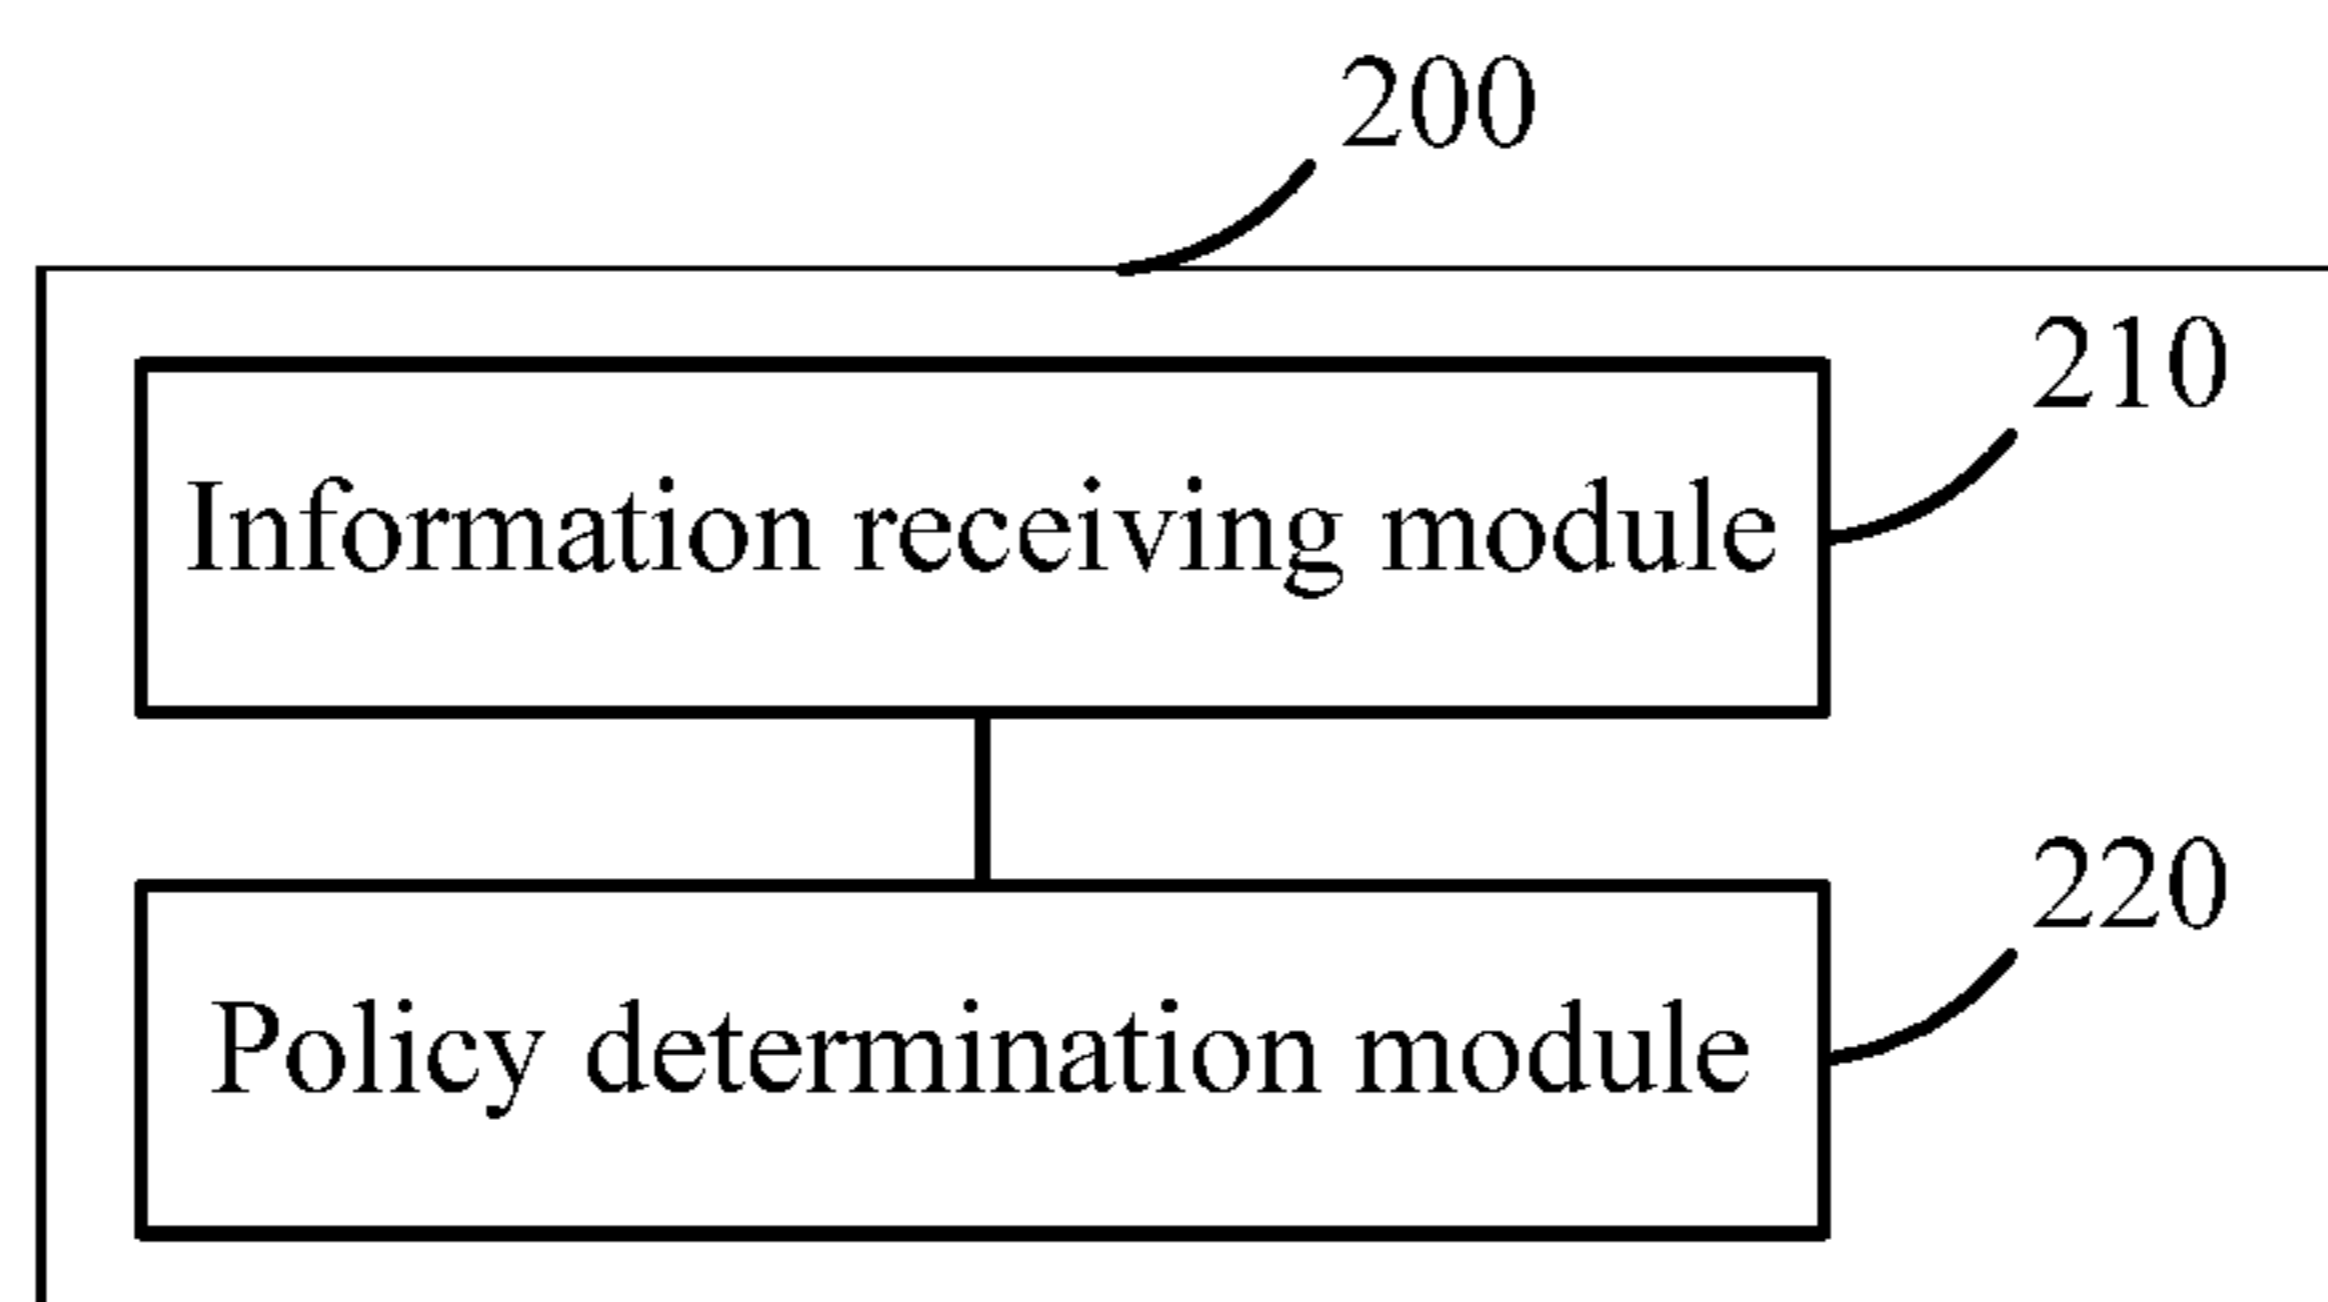 200
210
Information receiving module
220
Policy determination module